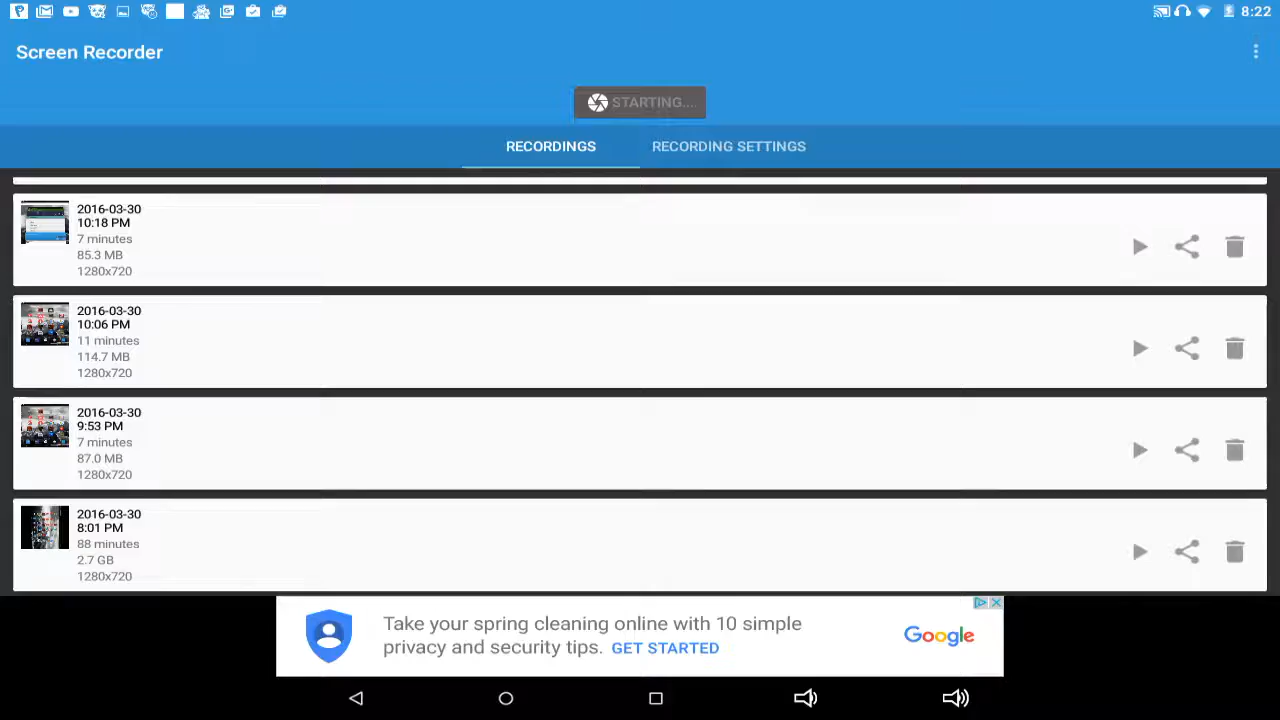 8:22
Screen Recorder
STARTING....
RECORDINGS
RECORDING SETTINGS
2016-03-30
10:18 PM
7 minutes
85.3 MB
1280x720
2016-03-30
10:06 PM
11 minutes
114.7 MB
1280x720
2016-03-30
9:53 PM
7 minutes
87.0 MB
1280x720
2016-03-30
8:01 PM
88 minutes
2.7 GB
1280x720
Take your spring cleaning online with 10 simple
privacy and security tips. GET STARTED
Google